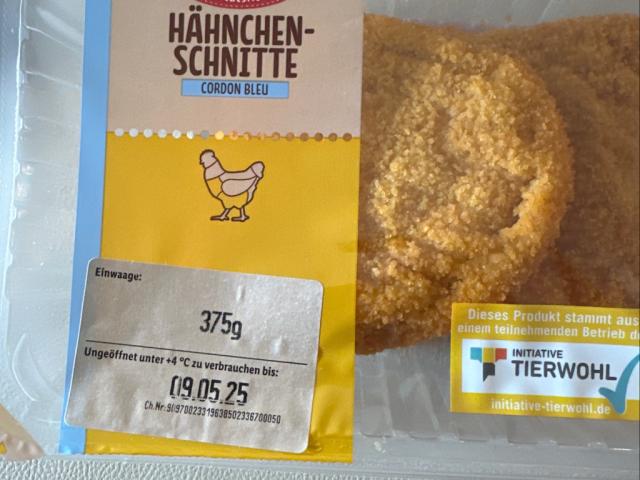 HÄHNCHEN-
SCHNITTE
CORDON BLEU
Einwaage:
375g
Ungeöffnet unter +4 °C zu verbrauchen bis:
09.05.25
Dieses Produkt stammt aus
einem teilnehmenden Betrieb
INITIATIVE
TIERWOHL
initiative-tierwohl.de